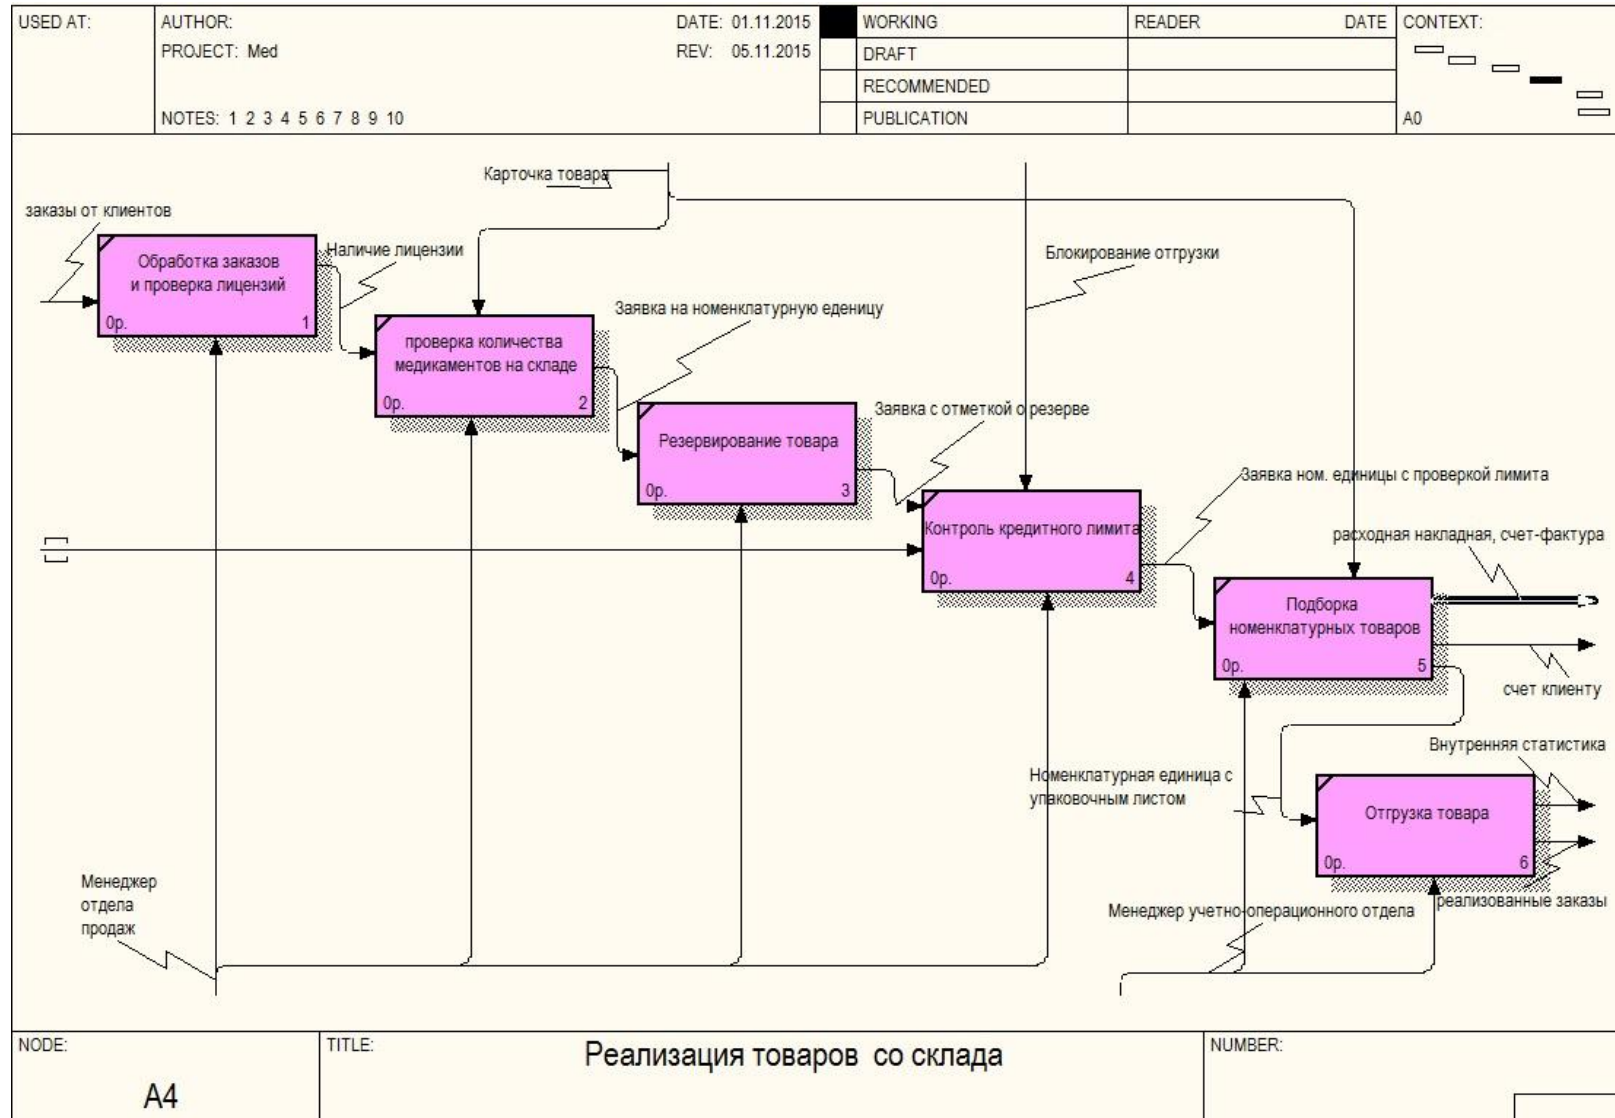 USED AT:
AUTHOR:
DATE: 01.11.2015
WORKING
READER
DATE
CONTEXT:
PROJECT: Med
REV: 05.11.2015
DRAFT
RECOMMENDED
NOTES: 1 2 3 4 5 6 7 8 9 10
PUBLICATION
A0
Карточка товара
заказы от клиентов
Наличие лицензии
Блокирование отгрузки
Обработка заказов
и проверка лицензий
0р.
1
Заявка на номенклатурную еденицу
проверка количества
медикаментов на складе
0р.
2
Заявка с отметкой о резерве
Резервирование товара
0р.
3
Заявка ном. единицы с проверкой лимита
Контроль кредитного лимита
0р.
4
расходная накладная, счет-фактура
Подборка
номенклатурных товаров
0р.
5
счет клиенту
Внутренняя статистика
Номенклатурная единица с
упаковочным листом
Отгрузка товара
0р.
6
реализованные заказы
Менеджер
отдела
продаж
Менеджер учетно-операционного отдела
NODE:
TITLE:
NUMBER:
Реализация товаров со склада
A4